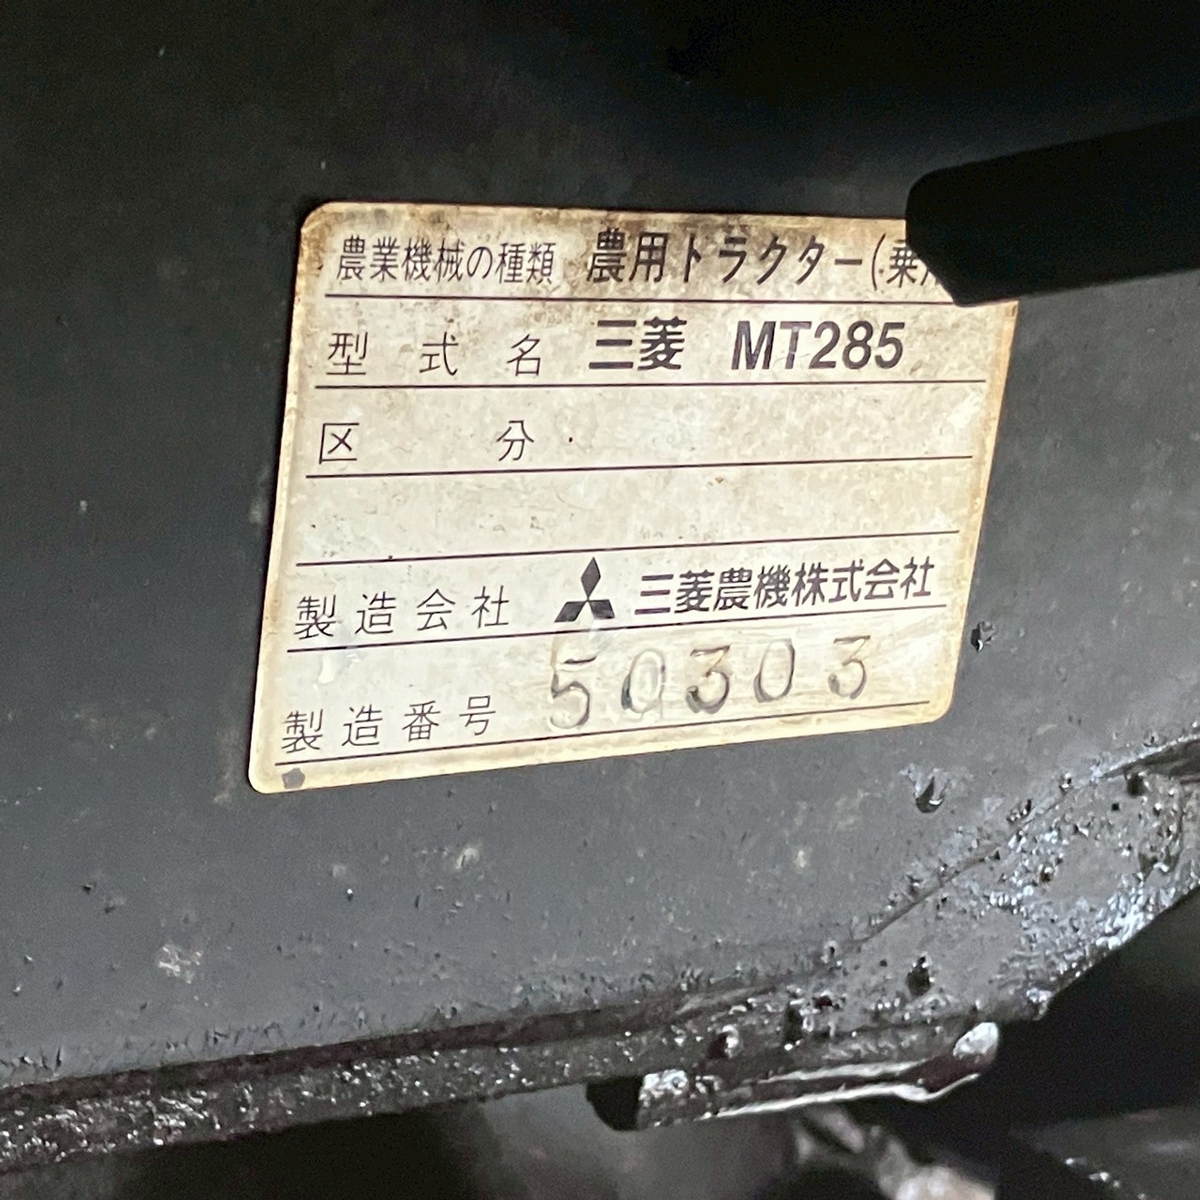 農業機械の種類 農用トラクター(乗用
型式名 三菱 MT285
区分
製造会社 三菱農機株式会社
製造番号 50303